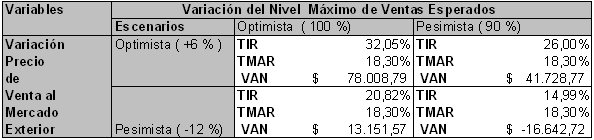 Variables Variación del Nivel Máximo de Ventas Esperados
Escenarios Optimista ( 100 %) Pesimista ( 90 %)
Variación Optimista ( +6 % ) TIR 32,05% TIR 26,00%
Precio TMAR 18,30% TMAR 18,30%
de VAN $ 78.008,79 VAN $ 41.728,77
Venta al TIR 20,82% TIR 14,99%
Mercado TMAR 18,30% TMAR 18,30%
Exterior Pesimista ( -12 % ) VAN $ 13.151,57 VAN $ -16.642,72